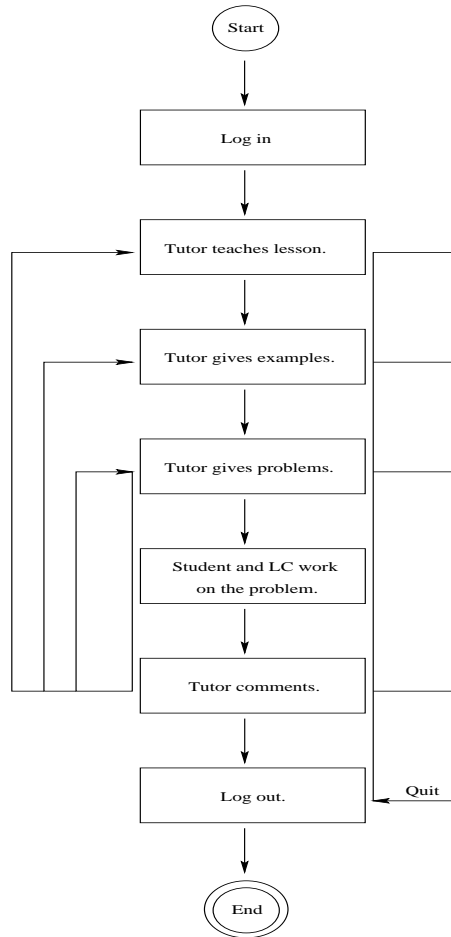 Start
Log in
Tutor teaches lesson.
Tutor gives examples.
Tutor gives problems.
Student and LC work
on the problem.
Tutor comments.
Log out.
Quit
End